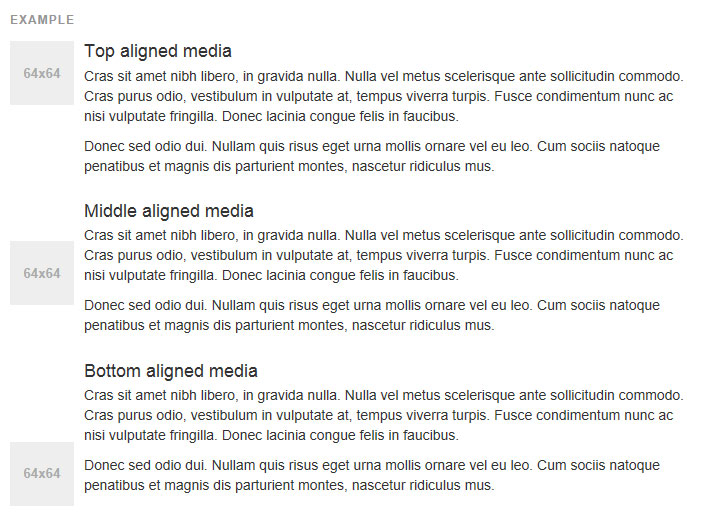 EXAMPLE
64x64
Top aligned media
Cras sit amet nibh libero, in gravida nulla. Nulla vel metus scelerisque ante sollicitudin commodo.
Cras purus odio, vestibulum in vulputate at, tempus viverra turpis. Fusce condimentum nunc ac
nisi vulputate fringilla. Donec lacinia congue felis in faucibus.
Donec sed odio dui. Nullam quis risus eget urna mollis ornare vel eu leo. Cum sociis natoque
penatibus et magnis dis parturient montes, nascetur ridiculus mus.
64x64
Middle aligned media
Cras sit amet nibh libero, in gravida nulla. Nulla vel metus scelerisque ante sollicitudin commodo.
Cras purus odio, vestibulum in vulputate at, tempus viverra turpis. Fusce condimentum nunc ac
nisi vulputate fringilla. Donec lacinia congue felis in faucibus.
Donec sed odio dui. Nullam quis risus eget urna mollis ornare vel eu leo. Cum sociis natoque
penatibus et magnis dis parturient montes, nascetur ridiculus mus.
64x64
Bottom aligned media
Cras sit amet nibh libero, in gravida nulla. Nulla vel metus scelerisque ante sollicitudin commodo.
Cras purus odio, vestibulum in vulputate at, tempus viverra turpis. Fusce condimentum nunc ac
nisi vulputate fringilla. Donec lacinia congue felis in faucibus.
Donec sed odio dui. Nullam quis risus eget urna mollis ornare vel eu leo. Cum sociis natoque
penatibus et magnis dis parturient montes, nascetur ridiculus mus.